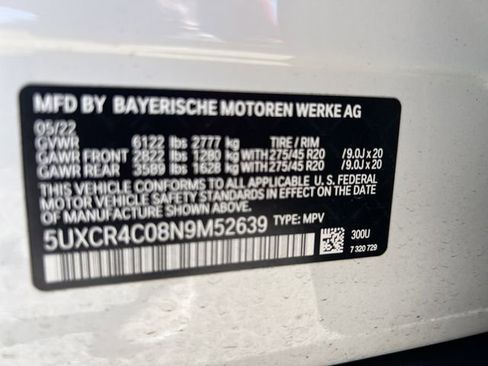 MFD BY BAYERISCHE MOTOREN WERKE AG
05/22
GVWR 6122 lbs 2777 kg TIRE / RIM
GAWR FRONT 2822 lbs 1280 kg WITH 275/45 R20 /9.0J x 20
GAWR REAR 3589 lbs 1628 kg WITH 275/45 R20 /9.0J x 20
THIS VEHICLE CONFORMS TO ALL APPLICABLE U.S. FEDERAL
MOTOR VEHICLE SAFETY STANDARDS IN EFFECT ON THE
DATE OF MANUFACTURE SHOWN ABOVE.
5UXCR4C08N9M52639 TYPE: MPV
300U
7 320 729